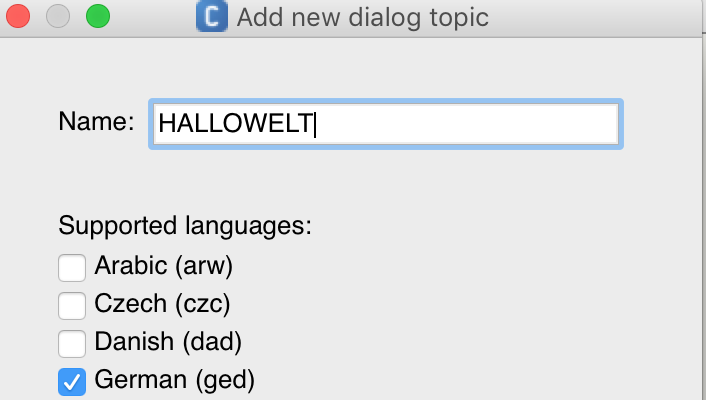 C Add new dialog topic
Name: HALLOWELT
Supported languages:
Arabic (arw)
Czech (czc)
Danish (dad)
German (ged)